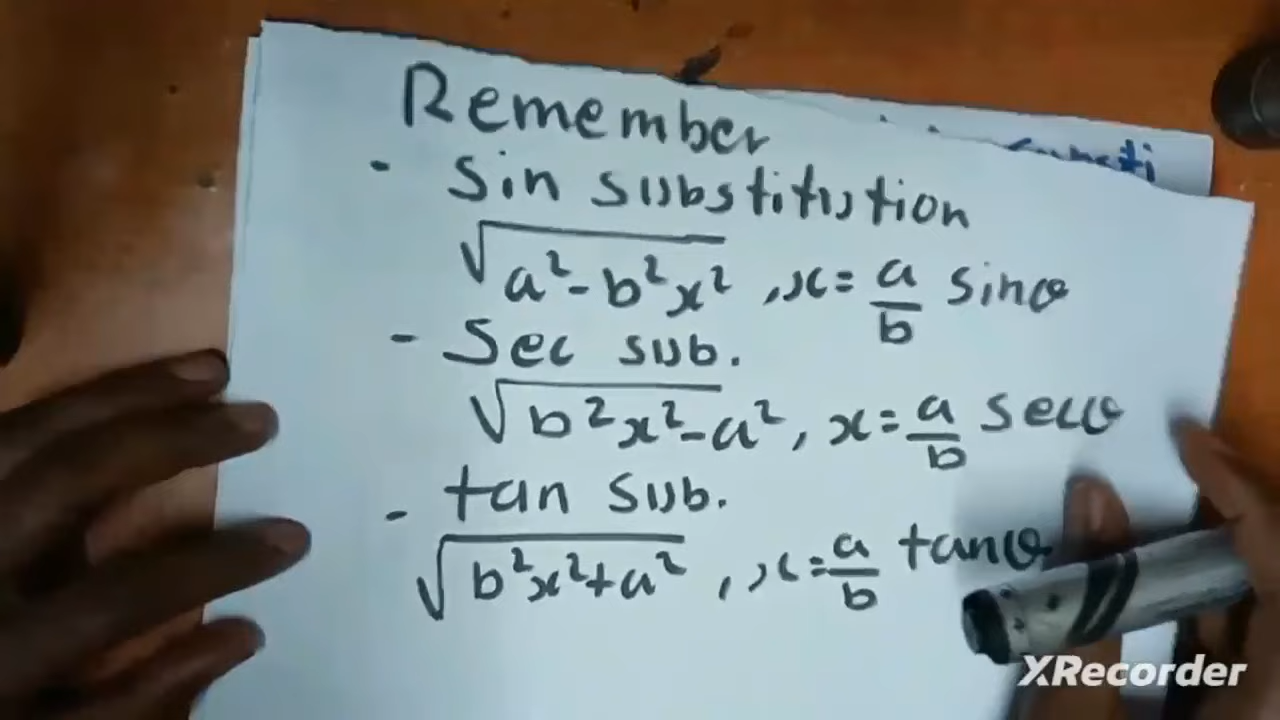 Remember
- Sin substitution
√a²-b²x² , x= a/b sinθ
- Sec sub.
√b²x²-a² , x= a/b secθ
- tan sub.
√b²x²+a² , x= a/b tanθ
XRecorder